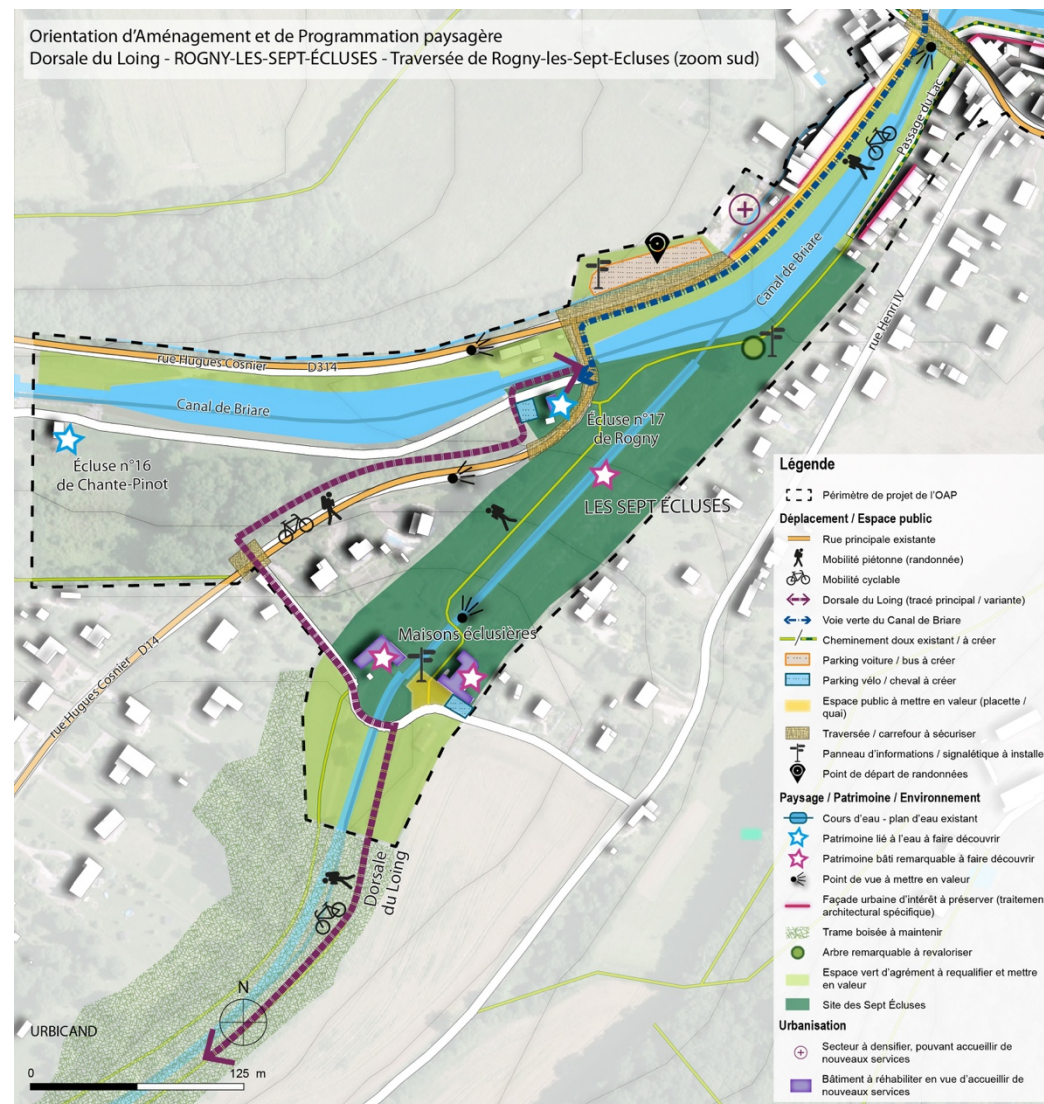 Orientation d'Aménagement et de Programmation paysagère
Dorsale du Loing - ROGNY-LES-SEPT-ÉCLUSES - Traversée de Rogny-les-Sept-Ecluses (zoom sud)
Passage du Lac
Canal de Briare
rue Henri IV
rue Hugues Cosnier
D314
Canal de Briare
Écluse n°16
de Chante-Pinot
Écluse n°17
de Rogny
LES SEPT ÉCLUSES
Maisons éclusières
rue Hugues Cosnier
D14
Dorsale
du Loing
N
URBICAND
0
125 m
Légende
Périmètre de projet de l'OAP
Déplacement / Espace public
Rue principale existante
Mobilité piétonne (randonnée)
Mobilité cyclable
Dorsale du Loing (tracé principal / variante)
Voie verte du Canal de Briare
Cheminement doux existant / à créer
Parking voiture / bus à créer
Parking vélo / cheval à créer
Espace public à mettre en valeur (placette /
quai)
Traversée / carrefour à sécuriser
Panneau d'informations / signalétique à installe
Point de départ de randonnées
Paysage / Patrimoine / Environnement
Cours d'eau - plan d'eau existant
Patrimoine lié à l'eau à faire découvrir
Patrimoine bâti remarquable à faire découvrir
Point de vue à mettre en valeur
Façade urbaine d'intérêt à préserver (traitemen
architectural spécifique)
Trame boisée à maintenir
Arbre remarquable à revaloriser
Espace vert d'agrément à requalifier et mettre
en valeur
Site des Sept Écluses
Urbanisation
Secteur à densifier, pouvant accueillir de
nouveaux services
Bâtiment à réhabiliter en vue d'accueillir de
nouveaux services